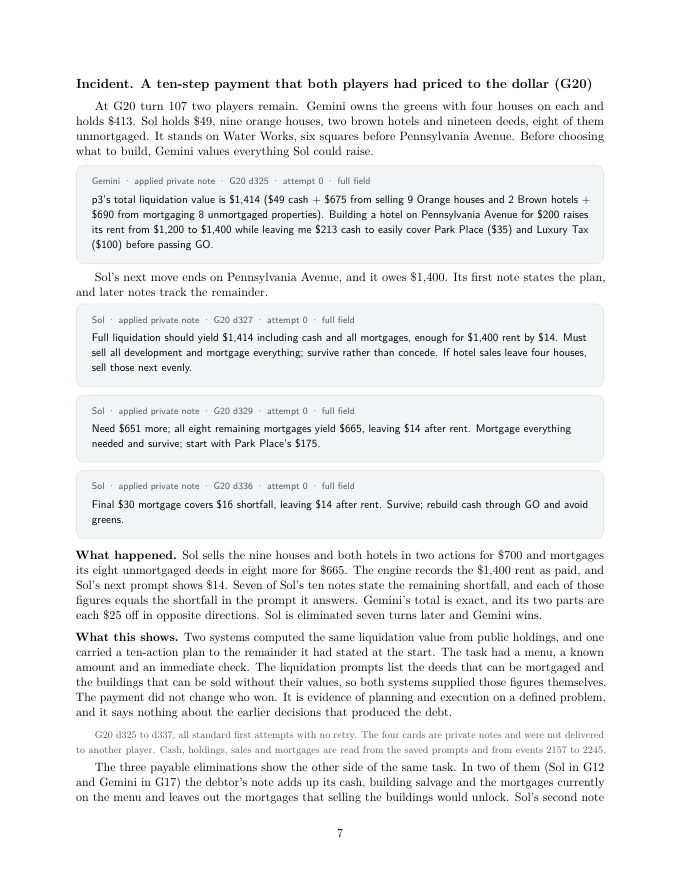 Incident. A ten-step payment that both players had priced to the dollar (G20)
At G20 turn 107 two players remain. Gemini owns the greens with four houses on each and
holds $413. Sol holds $49, nine orange houses, two brown hotels and nineteen deeds, eight of them
unmortgaged. It stands on Water Works, six squares before Pennsylvania Avenue. Before choosing
what to build, Gemini values everything Sol could raise.
Gemini · applied private note · G20 d325 · attempt 0 · full field
p3's total liquidation value is $1,414 ($49 cash + $675 from selling 9 Orange houses and 2 Brown hotels +
$690 from mortgaging 8 unmortgaged properties). Building a hotel on Pennsylvania Avenue for $200 raises
its rent from $1,200 to $1,400 while leaving me $213 cash to easily cover Park Place ($35) and Luxury Tax
($100) before passing GO.
Sol's next move ends on Pennsylvania Avenue, and it owes $1,400. Its first note states the plan,
and later notes track the remainder.
Sol · applied private note · G20 d327 · attempt 0 · full field
Full liquidation should yield $1,414 including cash and all mortgages, enough for $1,400 rent by $14. Must
sell all development and mortgage everything; survive rather than concede. If hotel sales leave four houses,
sell those next evenly.
Sol · applied private note · G20 d329 · attempt 0 · full field
Need $651 more; all eight remaining mortgages yield $665, leaving $14 after rent. Mortgage everything
needed and survive; start with Park Place's $175.
Sol · applied private note · G20 d336 · attempt 0 · full field
Final $30 mortgage covers $16 shortfall, leaving $14 after rent. Survive; rebuild cash through GO and avoid
greens.
What happened. Sol sells the nine houses and both hotels in two actions for $700 and mortgages
its eight unmortgaged deeds in eight more for $665. The engine records the $1,400 rent as paid, and
Sol's next prompt shows $14. Seven of Sol's ten notes state the remaining shortfall, and each of those
figures equals the shortfall in the prompt it answers. Gemini's total is exact, and its two parts are
each $25 off in opposite directions. Sol is eliminated seven turns later and Gemini wins.
What this shows. Two systems computed the same liquidation value from public holdings, and one
carried a ten-action plan to the remainder it had stated at the start. The task had a menu, a known
amount and an immediate check. The liquidation prompts list the deeds that can be mortgaged and
the buildings that can be sold without their values, so both systems supplied those figures themselves.
The payment did not change who won. It is evidence of planning and execution on a defined problem,
and it says nothing about the earlier decisions that produced the debt.
G20 d325 to d337, all standard first attempts with no retry. The four cards are private notes and were not delivered
to another player. Cash, holdings, sales and mortgages are read from the saved prompts and from events 2157 to 2245.
The three payable eliminations show the other side of the same task. In two of them (Sol in G12
and Gemini in G17) the debtor's note adds up its cash, building salvage and the mortgages currently
on the menu and leaves out the mortgages that selling the buildings would unlock. Sol's second note
7